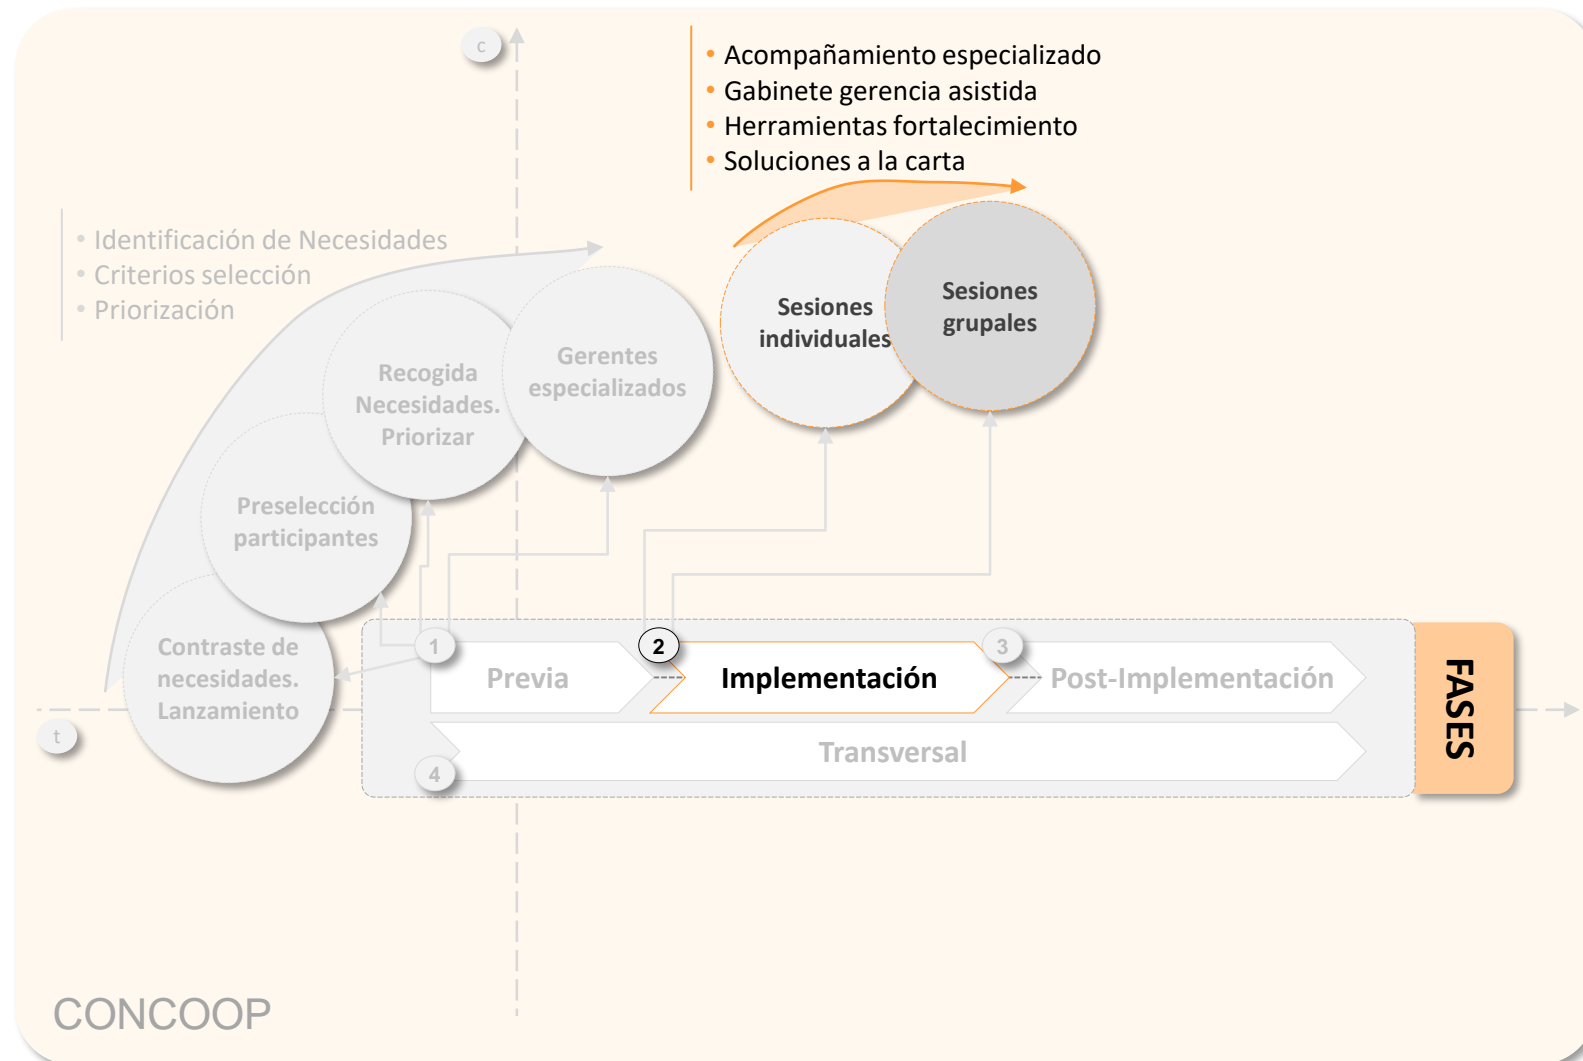 c
• Acompañamiento especializado
• Gabinete gerencia asistida
• Herramientas fortalecimiento
• Soluciones a la carta
• Identificación de Necesidades
• Criterios selección
• Priorización
Sesiones
individuales
Sesiones
grupales
Gerentes
especializados
Recogida
Necesidades.
Priorizar
Preselección
participantes
Contraste de
necesidades.
Lanzamiento
1
Previa
2
Implementación
3
Post-Implementación
4
Transversal
FASES
t
CONCOOP